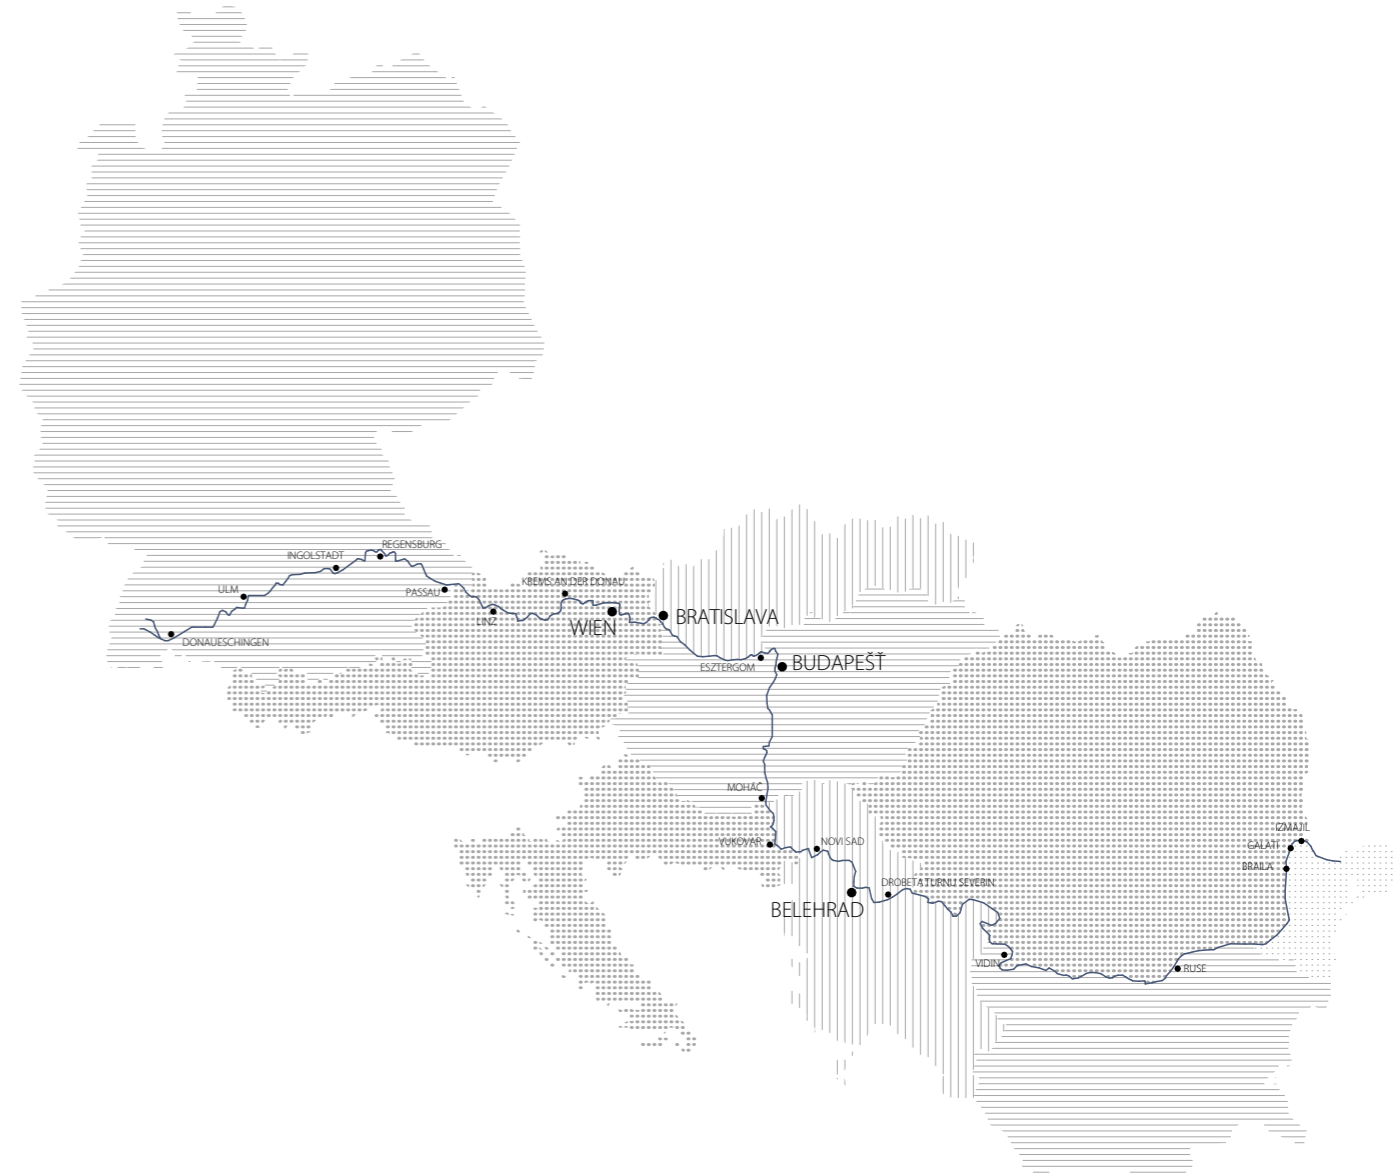 REGENSBURG
INGOLSTADT
ULM
PASSAU
DONAUESCHINGEN
LINZ
KREMS AN DER DONAU
WIEN
BRATISLAVA
ESZTERGOM
BUDAPEŠŤ
MOHÁČ
VUKOVAR
NOVI SAD
BELEHRAD
DROBETA TURNU SEVERIN
VIDIN
RUSE
IZMAJIL
GALATI
BRAILA